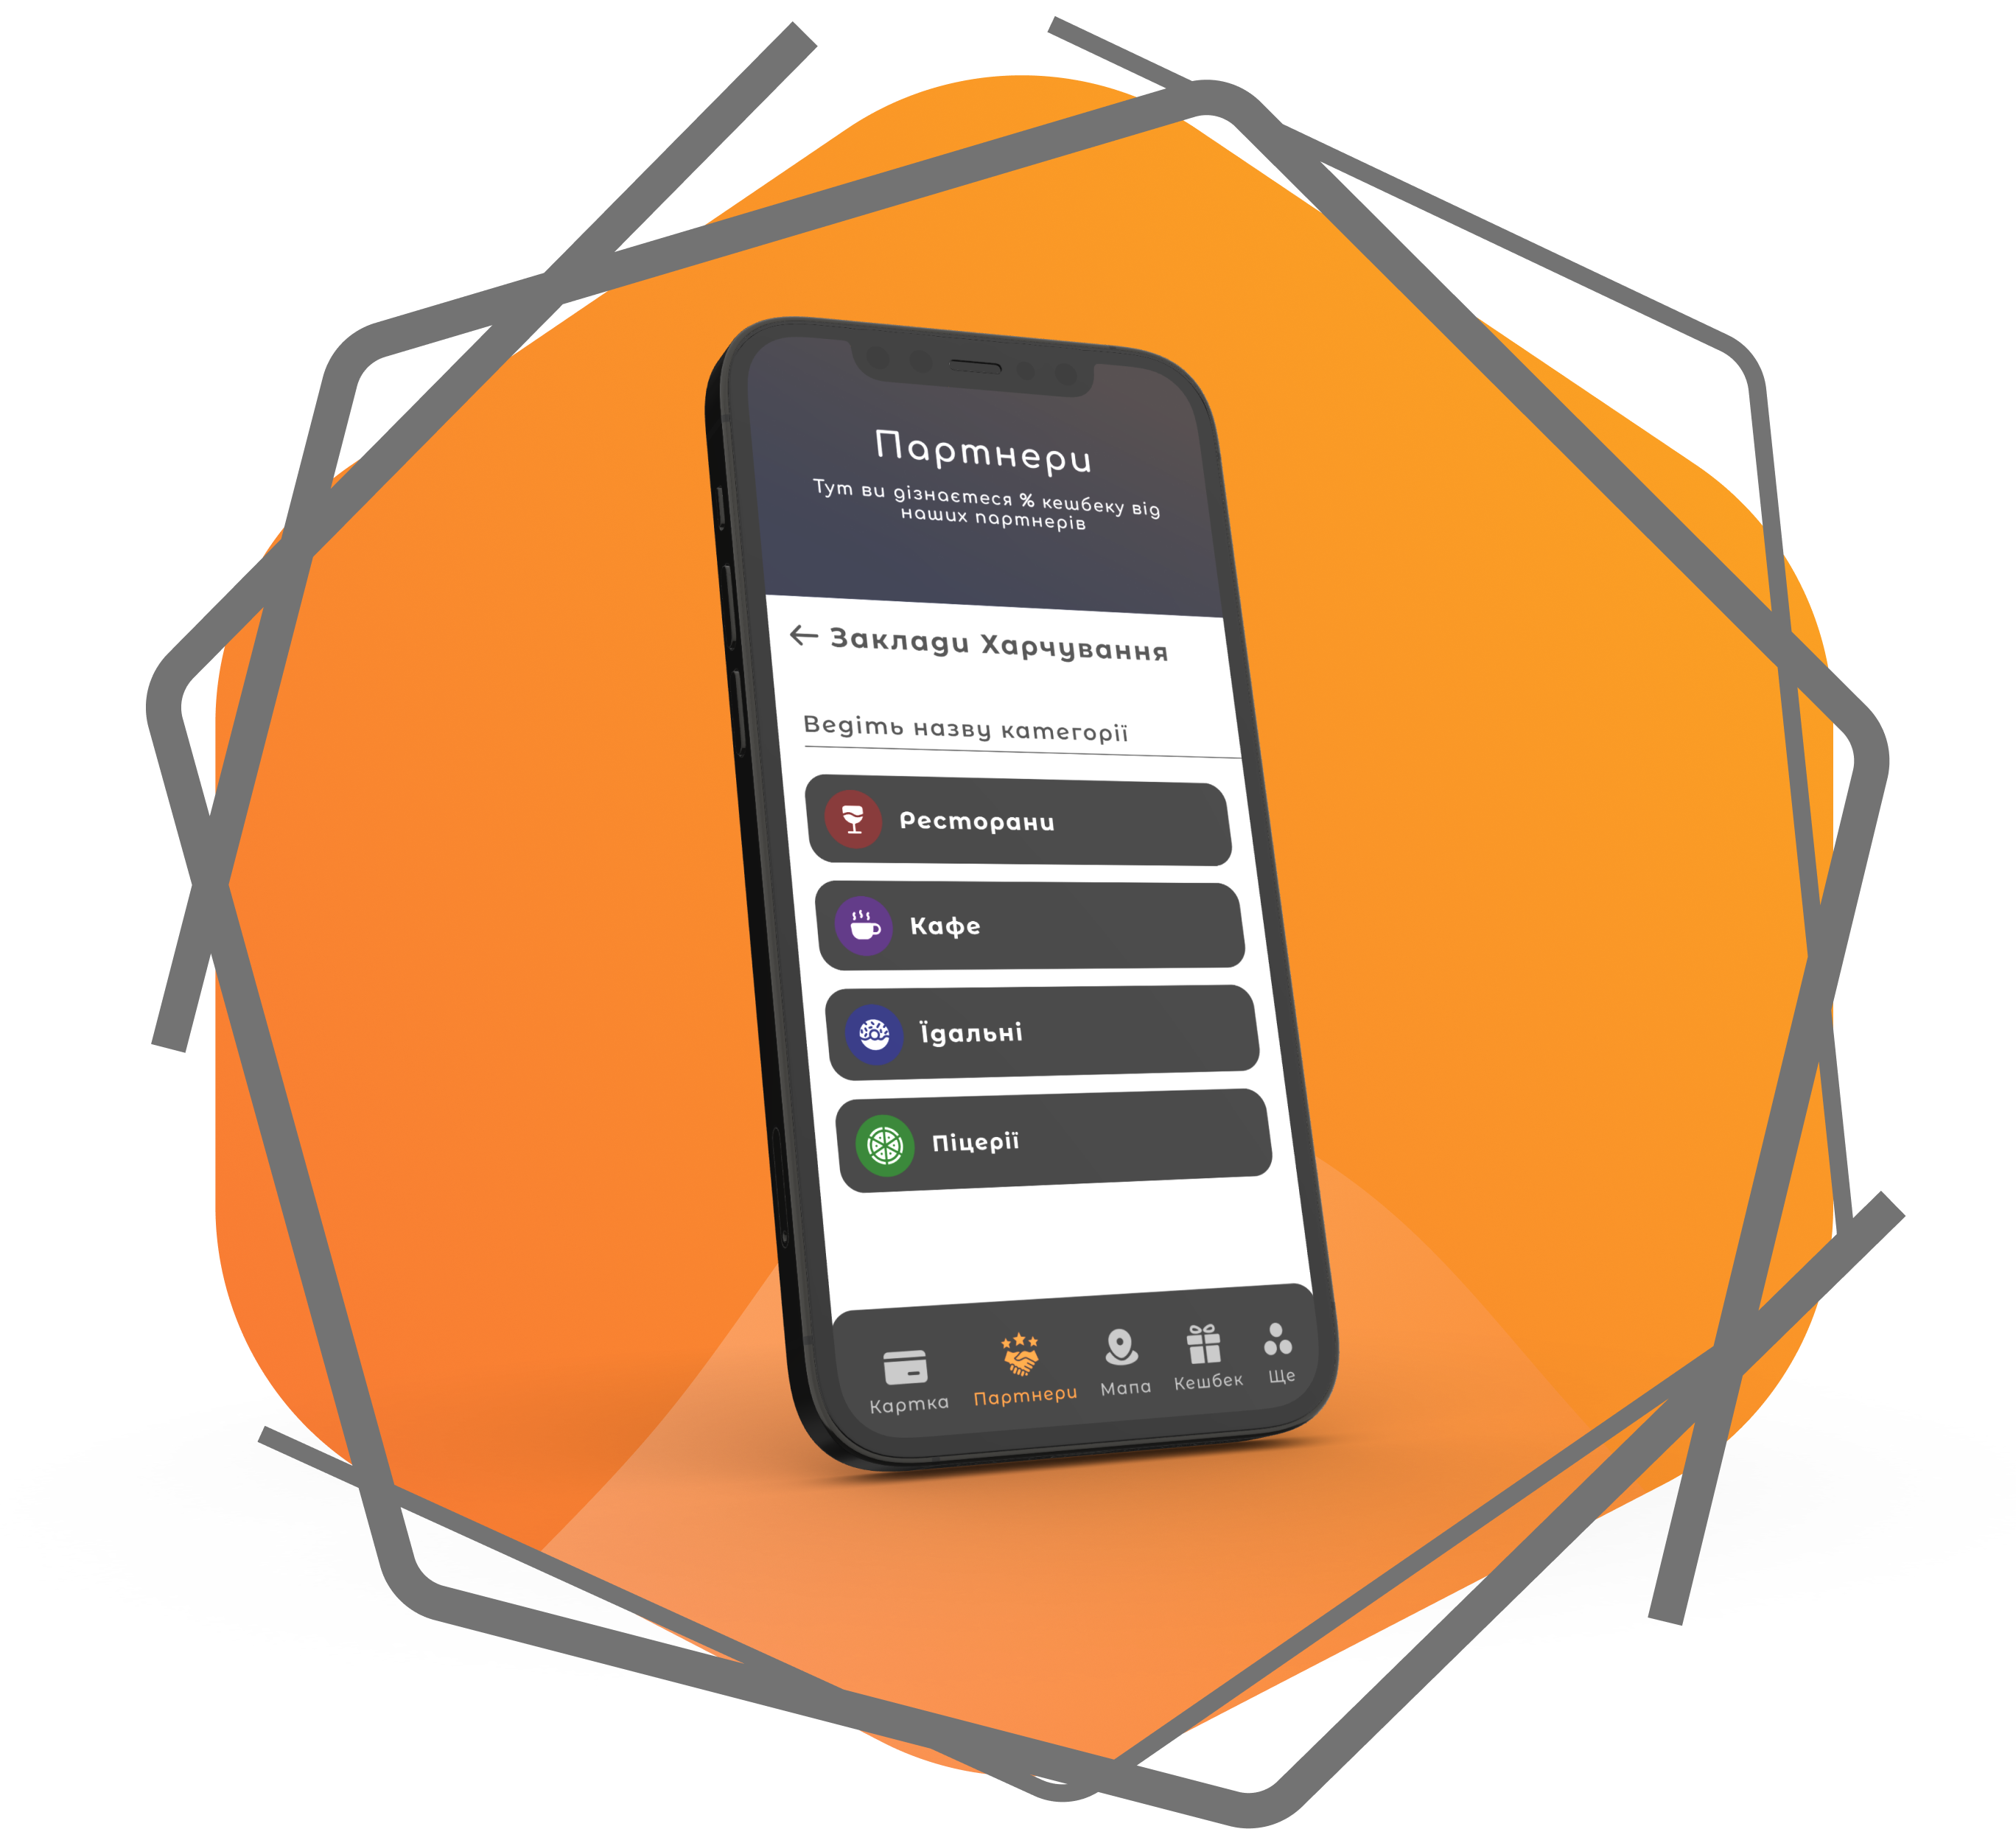 Партнери
Тут ви дізнаєтеся % кешбеку від
наших партнерів
Заклади Харчування
Ведіть назву категорії
Ресторани
Кафе
Їдальні
Піцерії
Картка
Партнери
Мапа
Кешбек
Ще